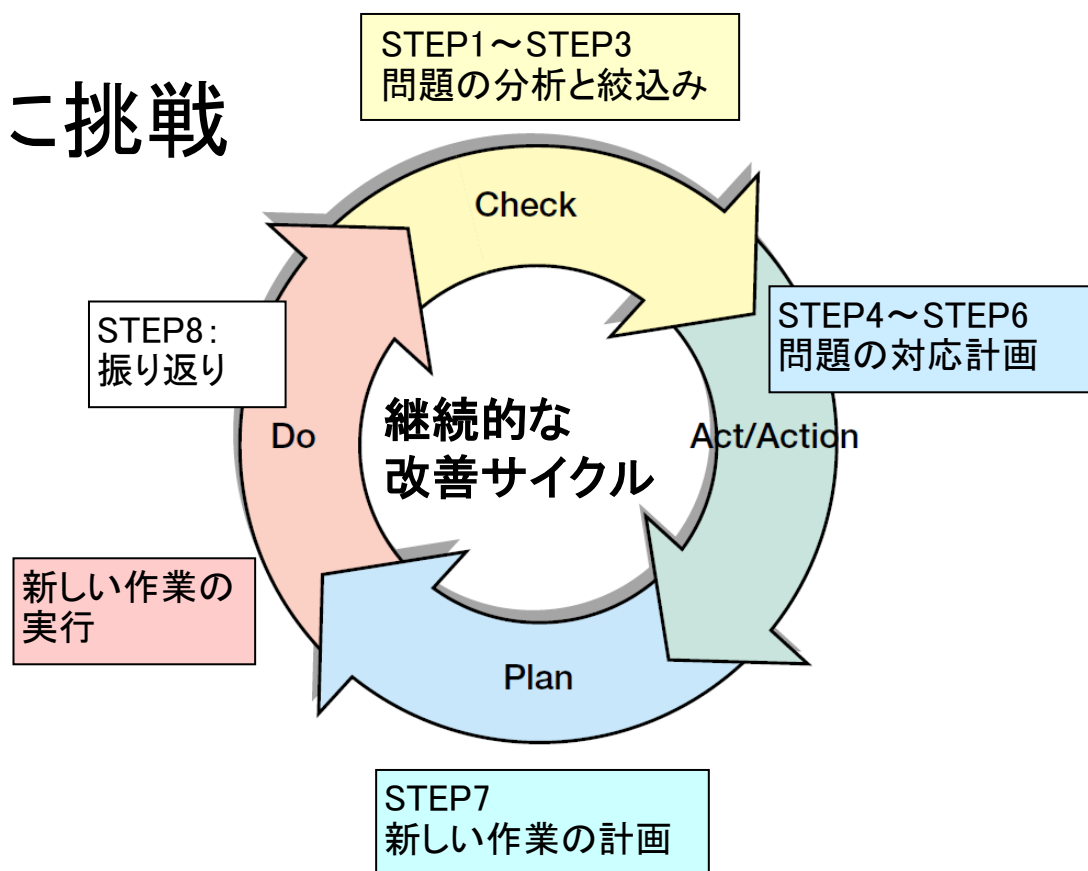 STEP1～STEP3
問題の分析と絞込み
に挑戦
Check
STEP8：
振り返り
STEP4～STEP6
問題の対応計画
継続的な
改善サイクル
Do
Act/Action
新しい作業の
実行
Plan
STEP7
新しい作業の計画